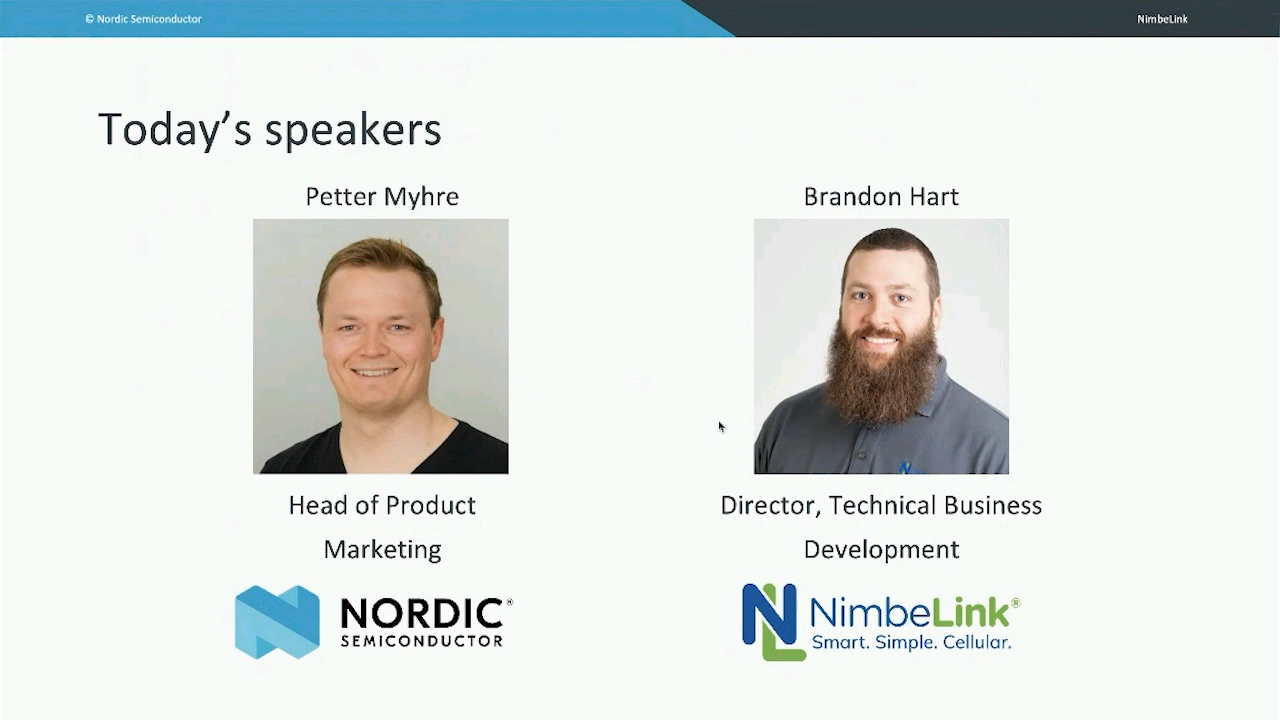 © Nordic Semiconductor
NimbeLink
Today's speakers
Petter Myhre
Brandon Hart
Head of Product
Marketing
Director, Technical Business
Development
NORDIC®
SEMICONDUCTOR
NimbeLink®
Smart. Simple. Cellular.